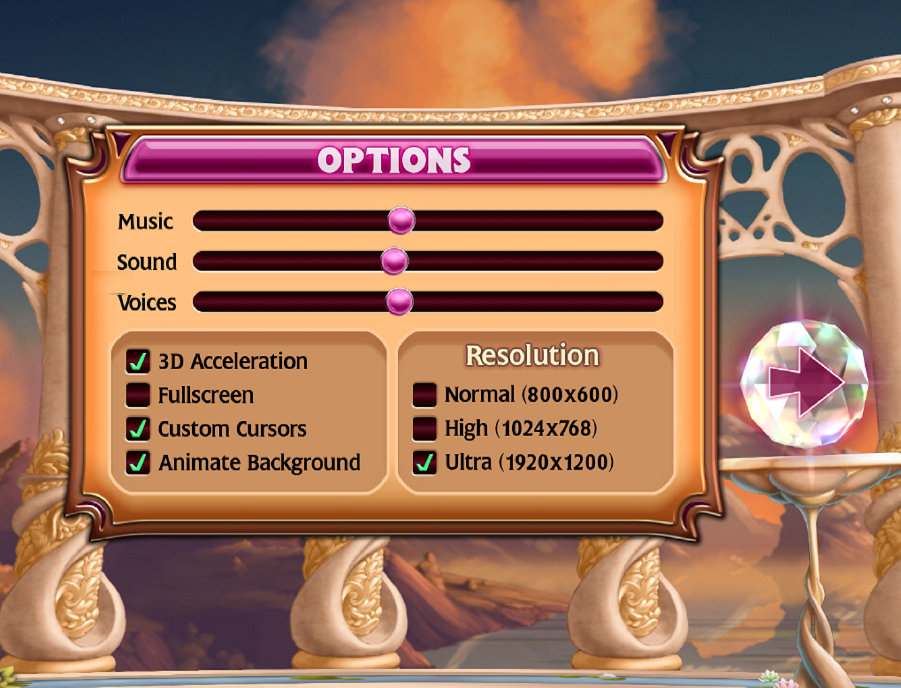 OPTIONS
Music
Sound
Voices
3D Acceleration
Fullscreen
Custom Cursors
Animate Background
Resolution
Normal (800x600)
High (1024x768)
Ultra (1920x1200)